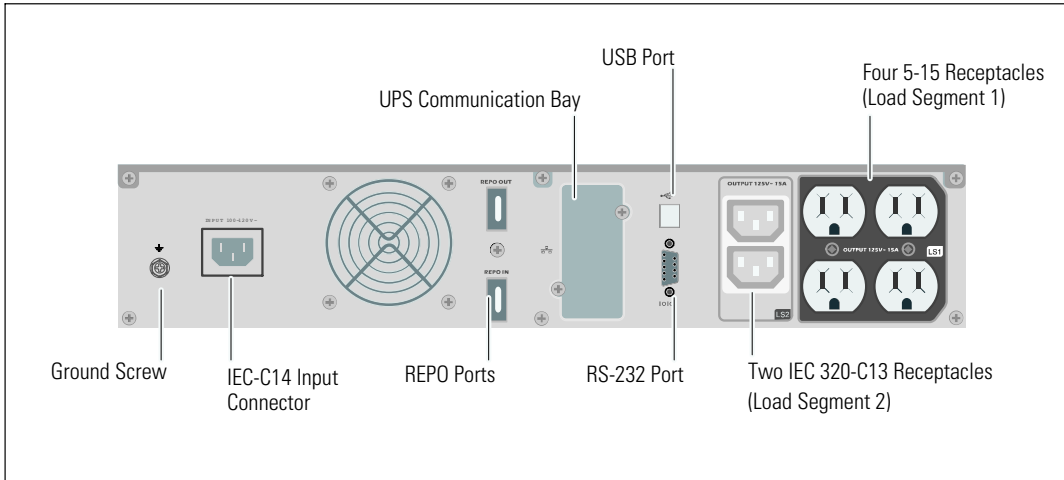 USB Port
Four 5-15 Receptacles
(Load Segment 1)
UPS Communication Bay
REPO OUT
OUTPUT 125V~ 15A
INPUT 100-120V~
OUTPUT 125V~ 15A
LS1
REPO IN
IOIO
LS2
Ground Screw
IEC-C14 Input
Connector
REPO Ports
RS-232 Port
Two IEC 320-C13 Receptacles
(Load Segment 2)